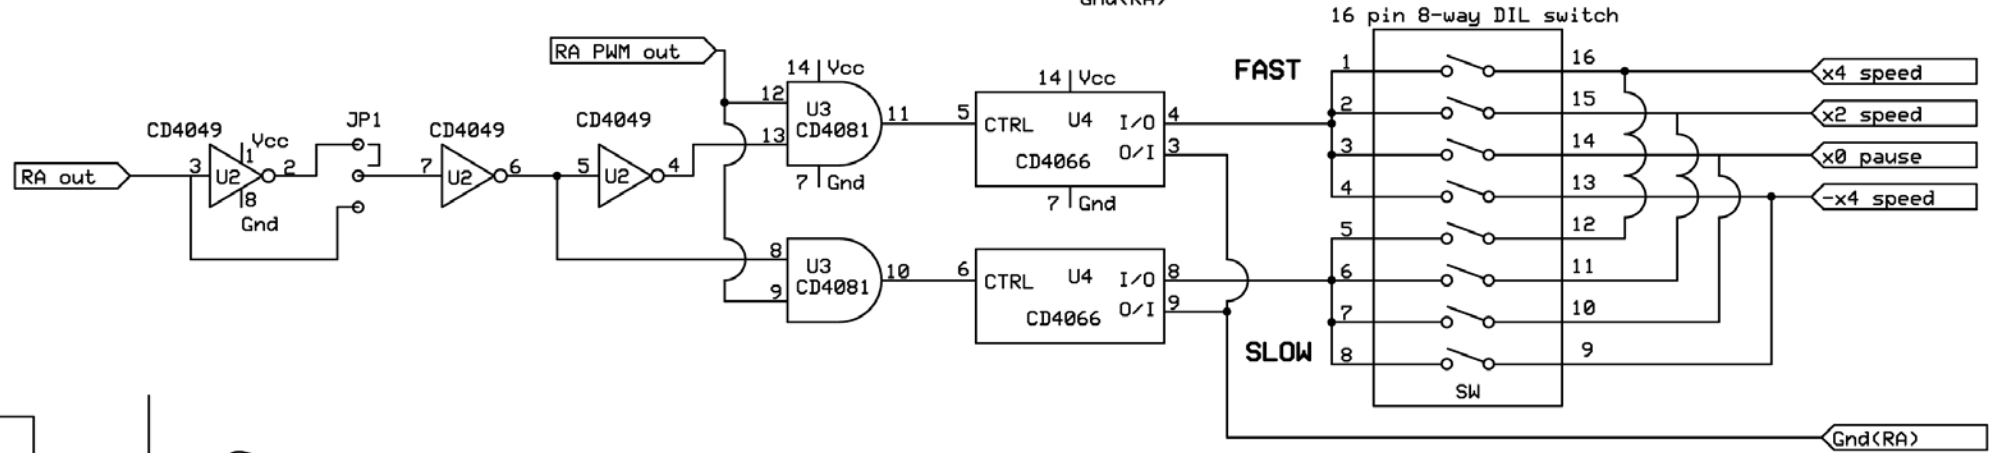 Gnd(RA)
16 pin 8-way DIL switch
RA PWM out
14 Vcc
12
U3
CD4081
13
11
7 Gnd
14 Vcc
5 CTRL U4 I/O 4
O/I 3
CD4066
7 Gnd
FAST
1 16 x4 speed
2 15 x2 speed
3 14 x0 pause
4 13 -x4 speed
5 12
6 11
7 10
8 9
SW
CD4049
Vcc
1
RA out
3 U2 2
8
Gnd
JP1
CD4049
7 U2 6
CD4049
5 U2 4
8
U3
CD4081
9
10
6 CTRL U4 I/O 8
O/I 9
CD4066
SLOW
Gnd(RA)